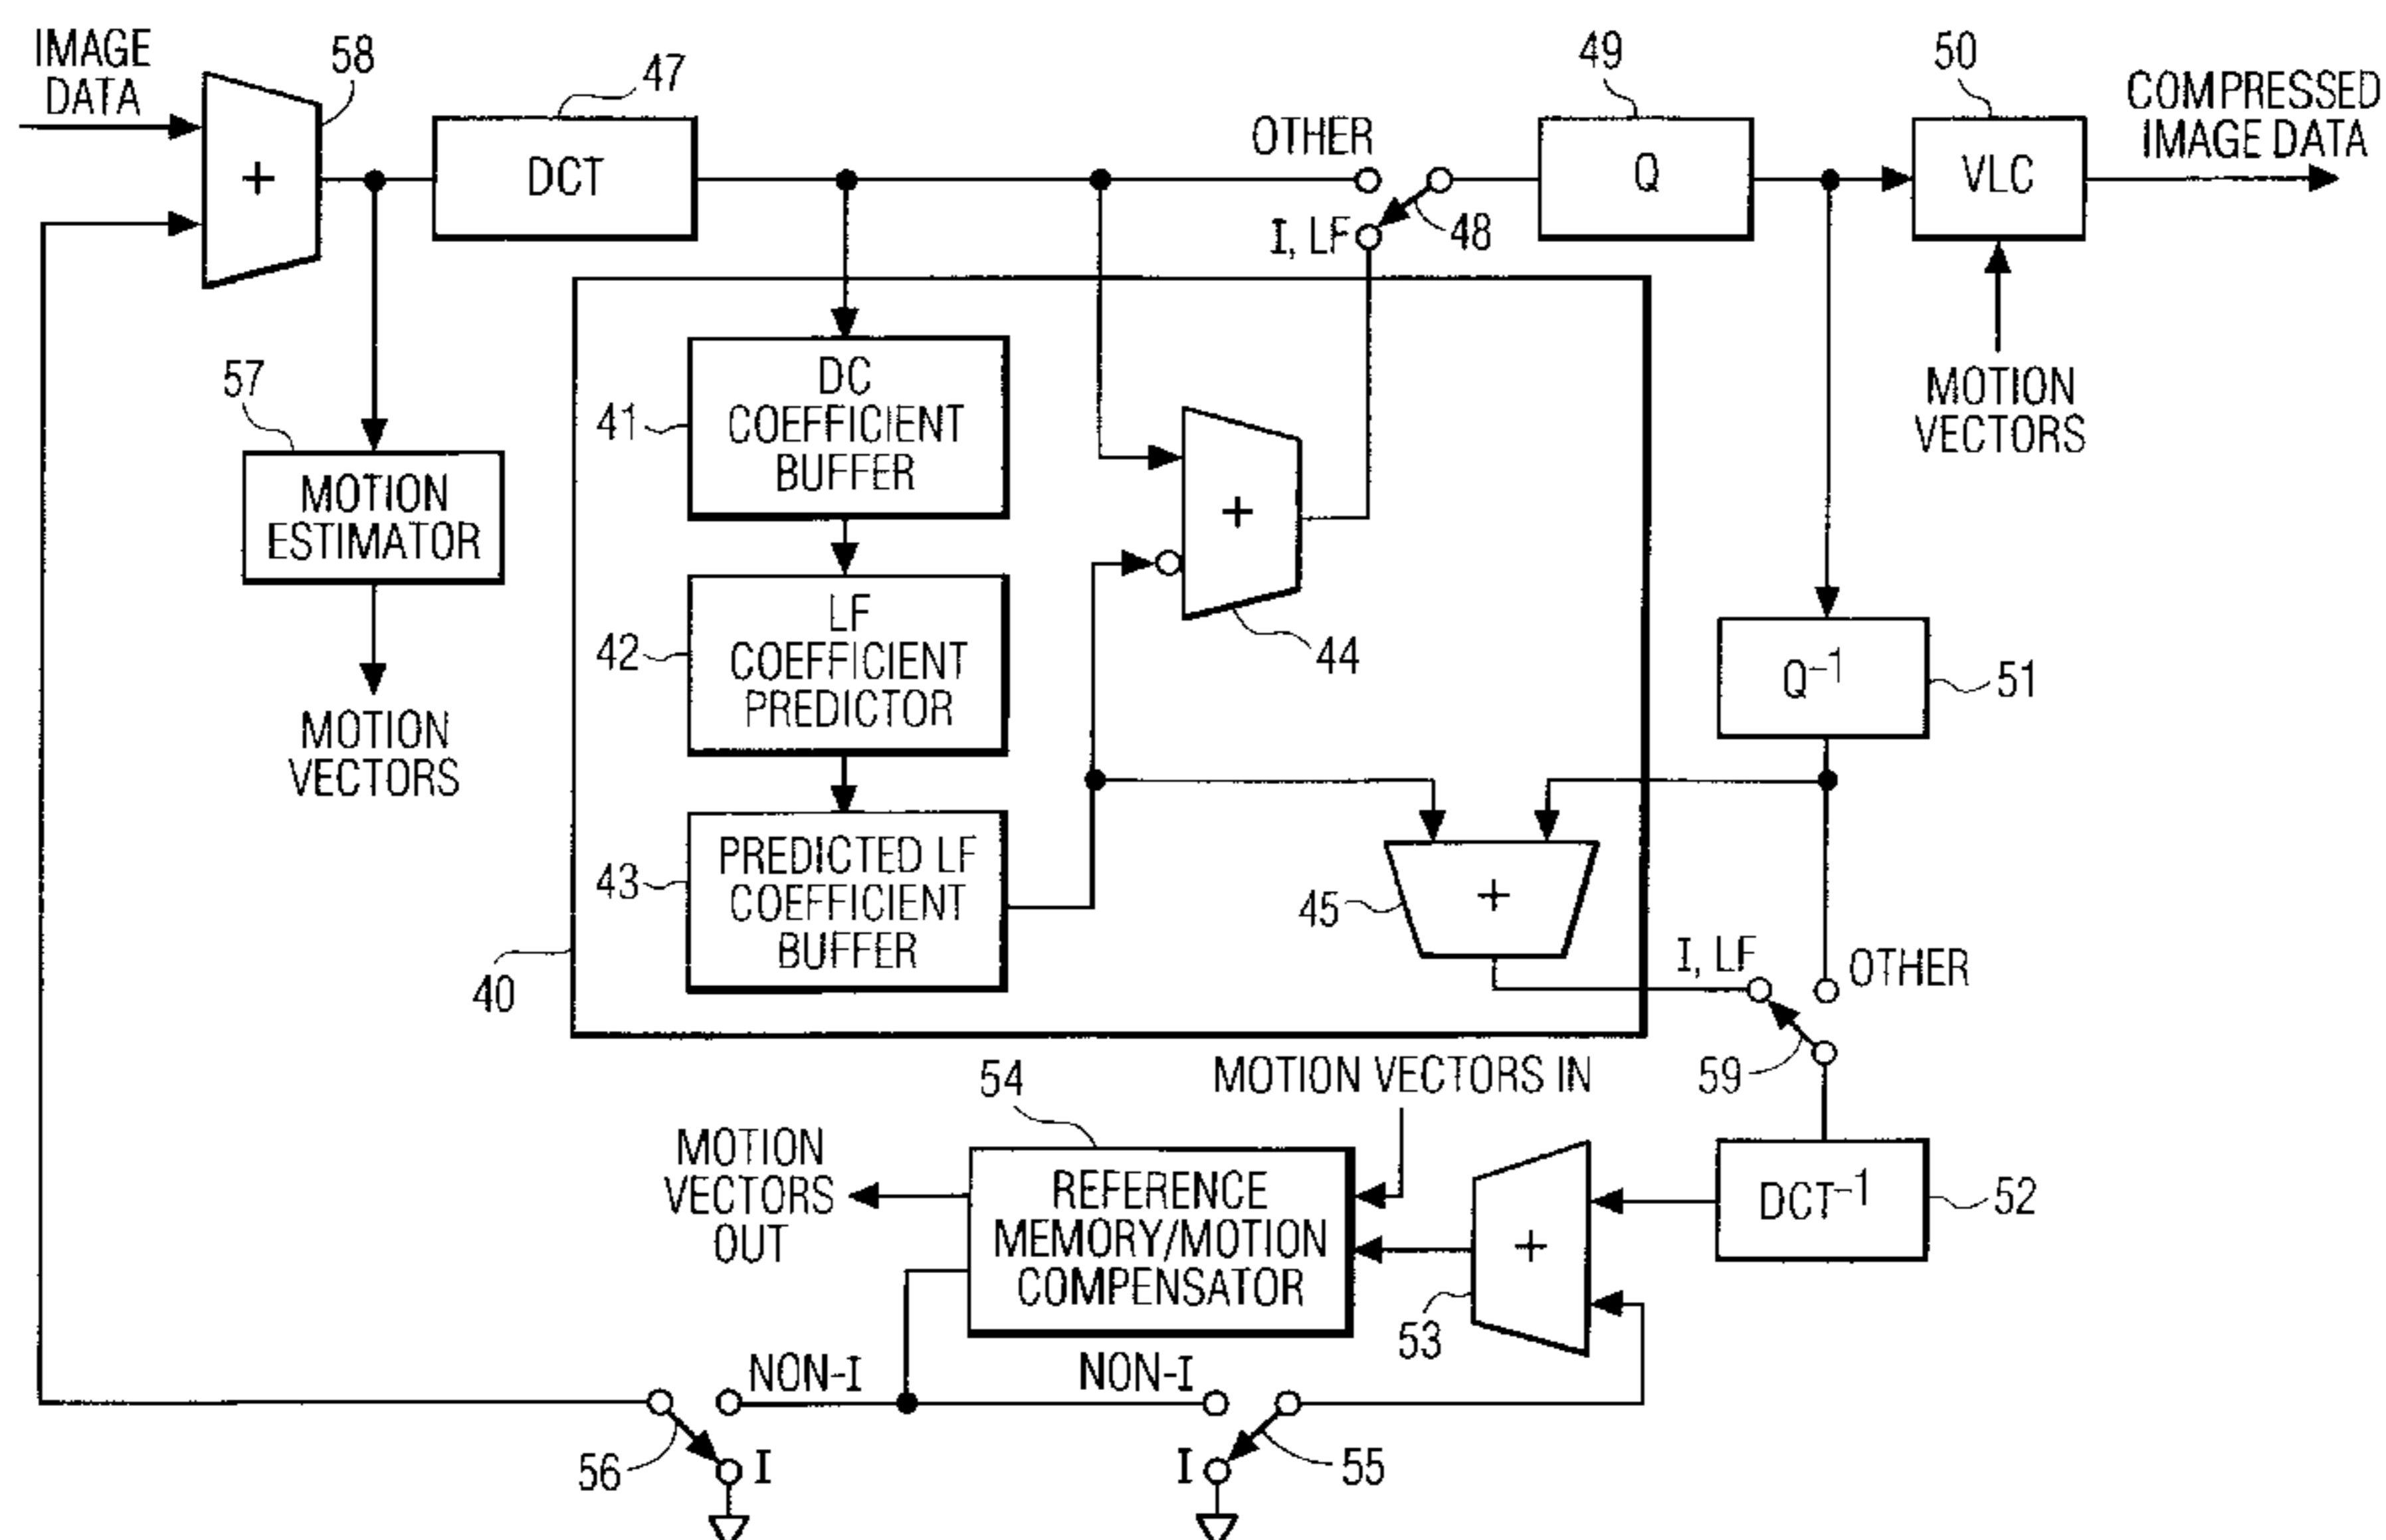 IMAGE
DATA
58
47
DCT
+
OTHER
I, LF
48
49
Q
50
VLC
COMPRESSED
IMAGE DATA
MOTION
VECTORS
57
MOTION
ESTIMATOR
MOTION
VECTORS
41
DC
COEFFICIENT
BUFFER
42
LF
COEFFICIENT
PREDICTOR
43
PREDICTED LF
COEFFICIENT
BUFFER
40
+
44
+
45
Q-1
51
I, LF
OTHER
59
DCT-1
52
+
53
MOTION VECTORS IN
54
REFERENCE
MEMORY/MOTION
COMPENSATOR
MOTION
VECTORS
OUT
NON-I
NON-I
56
I
I
55